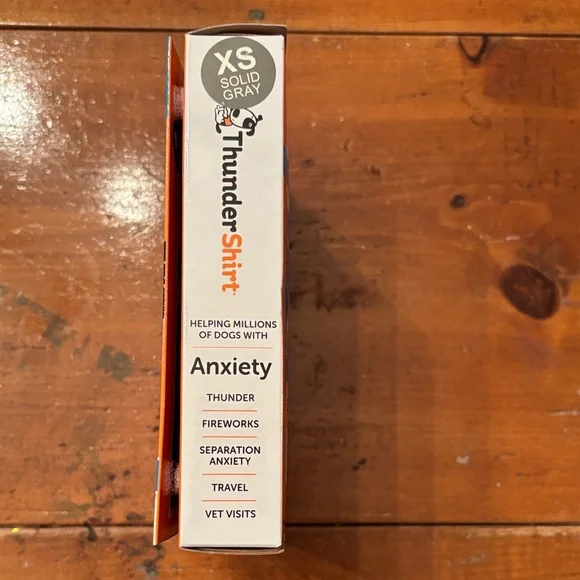 XS
SOLID
GRAY
ThunderShirt
HELPING MILLIONS
OF DOGS WITH
Anxiety
THUNDER
FIREWORKS
SEPARATION
ANXIETY
TRAVEL
VET VISITS